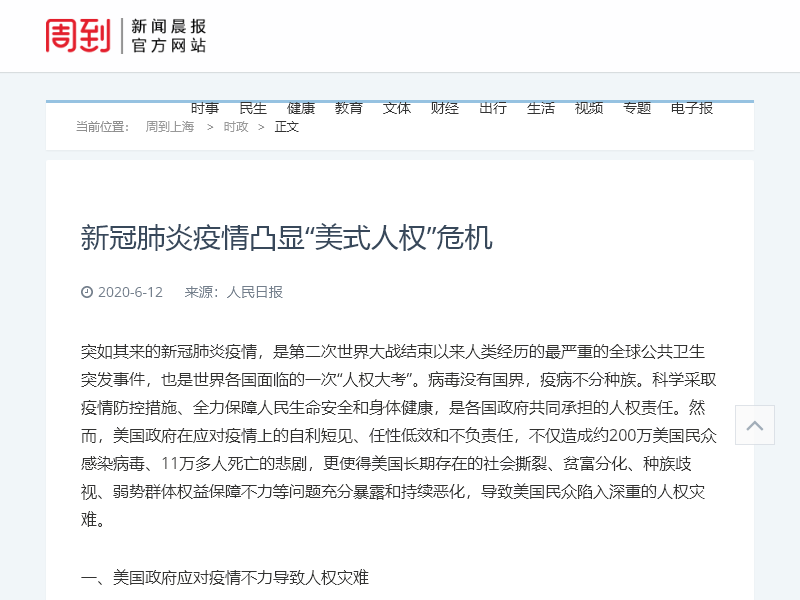 周到
新闻晨报
官方网站
时事 民生 健康 教育 文体 财经 出行 生活 视频 专题 电子报
当前位置： 周到上海 > 时政 > 正文
新冠肺炎疫情凸显“美式人权”危机
2020-6-12 来源：人民日报
突如其来的新冠肺炎疫情，是第二次世界大战结束以来人类经历的最严重的全球公共卫生
突发事件，也是世界各国面临的一次“人权大考”。病毒没有国界，疫病不分种族。科学采取
疫情防控措施、全力保障人民生命安全和身体健康，是各国政府共同承担的人权责任。然
而，美国政府在应对疫情上的自利短见、任性低效和不负责任，不仅造成约200万美国民众
感染病毒、11万多人死亡的悲剧，更使得美国长期存在的社会撕裂、贫富分化、种族歧
视、弱势群体权益保障不力等问题充分暴露和持续恶化，导致美国民众陷入深重的人权灾
难。
一、美国政府应对疫情不力导致人权灾难